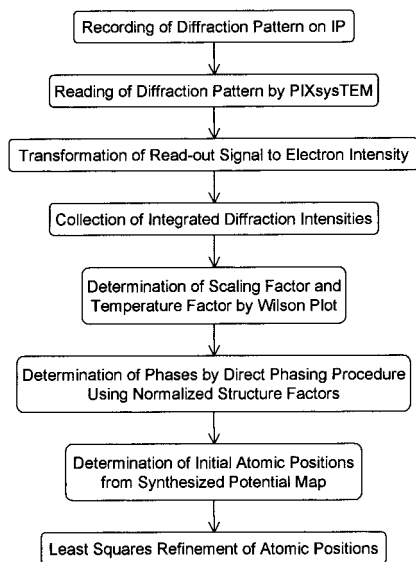 Recording of Diffraction Pattern on IP
Reading of Diffraction Pattern by PIXsysTEM
Transformation of Read-out Signal to Electron Intensity
Collection of Integrated Diffraction Intensities
Determination of Scaling Factor and
Temperature Factor by Wilson Plot
Determination of Phases by Direct Phasing Procedure
Using Normalized Structure Factors
Determination of Initial Atomic Positions
from Synthesized Potential Map
Least Squares Refinement of Atomic Positions